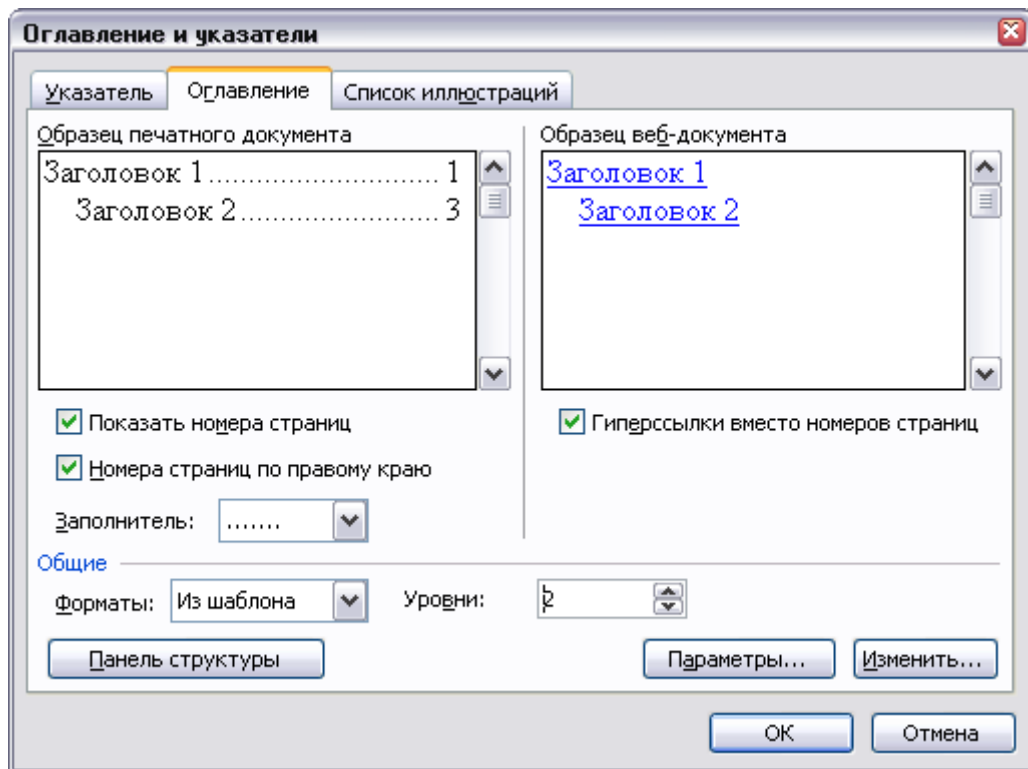 Оглавление и указатели
Указатель
Оглавление
Список иллюстраций
Образец печатного документа
Заголовок 1............................ 1
Заголовок 2........................ 3
Показать номера страниц
Номера страниц по правому краю
Заполнитель: .......
Образец веб-документа
Заголовок 1
Заголовок 2
Гиперссылки вместо номеров страниц
Общие
Форматы: Из шаблона
Уровни: 2
Панель структуры
Параметры...
Изменить...
ОК
Отмена